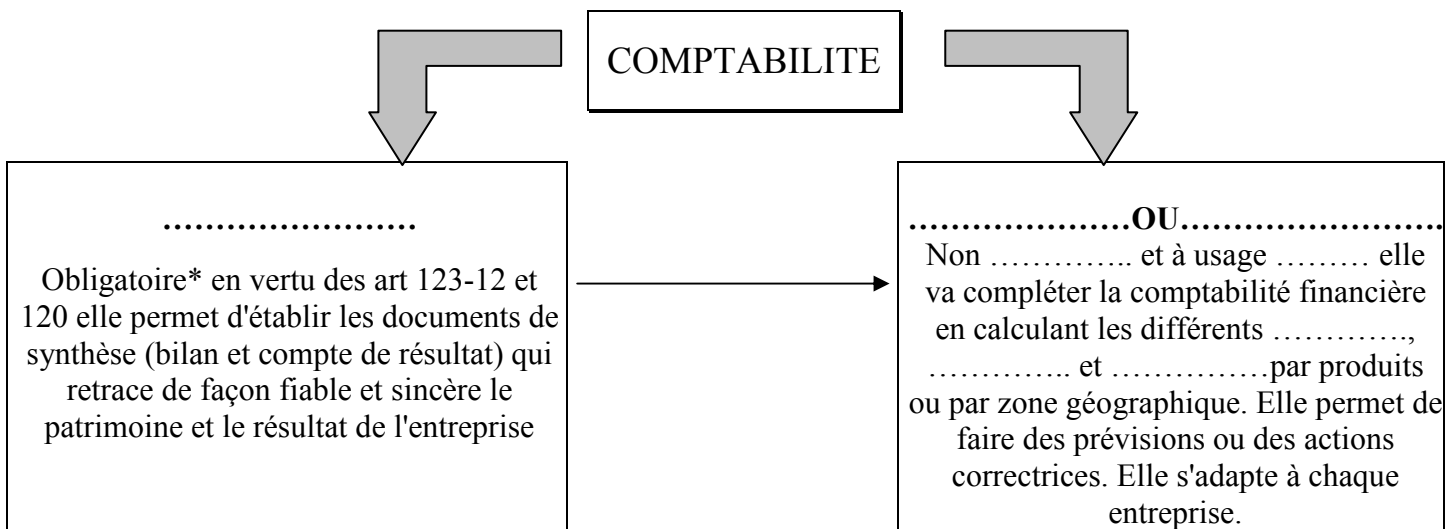 COMPTABILITE
……………………
Obligatoire* en vertu des art 123-12 et
120 elle permet d'établir les documents de
synthèse (bilan et compte de résultat) qui
retrace de façon fiable et sincère le
patrimoine et le résultat de l'entreprise
…………………OU…………………….
Non ………….. et à usage ……… elle
va compléter la comptabilité financière
en calculant les différents ………….,
………….. et ……………par produits
ou par zone géographique. Elle permet de
faire des prévisions ou des actions
correctrices. Elle s'adapte à chaque
entreprise.